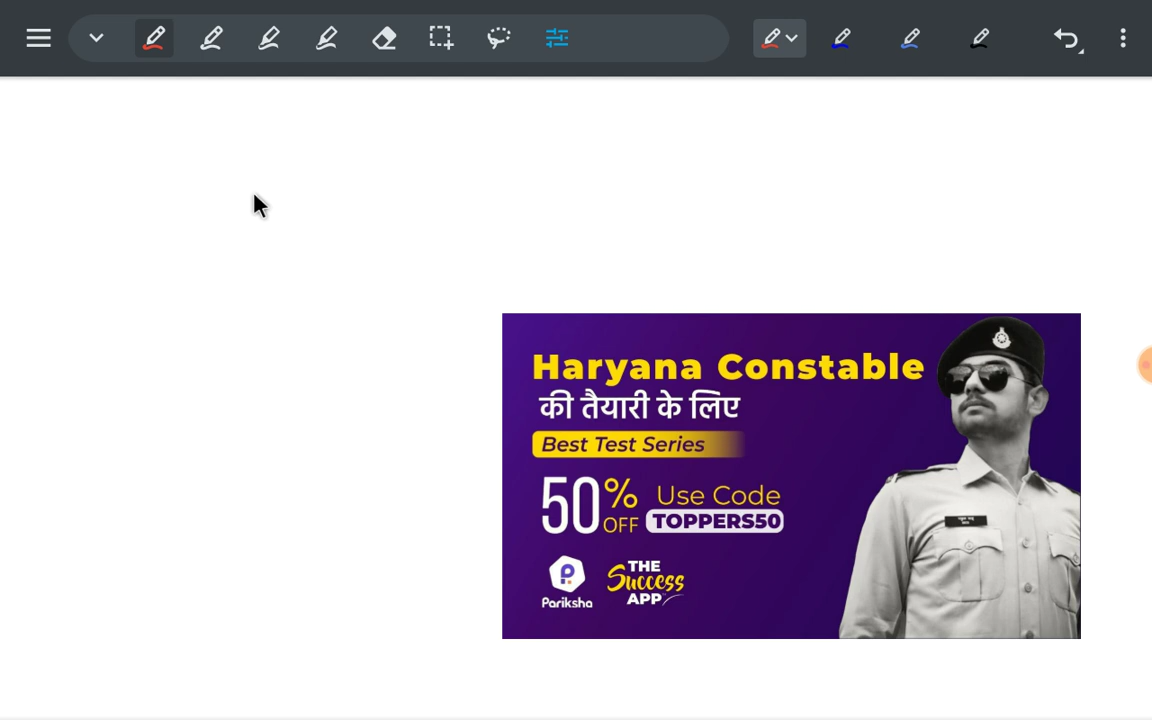 Haryana Constable
की तैयारी के लिए
Best Test Series
50% OFF
Use Code
TOPPERS50
Pariksha
THE
Success
APP